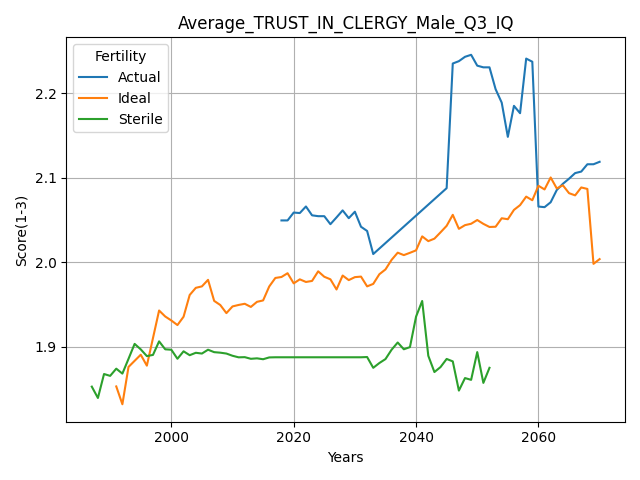 Average_TRUST_IN_CLERGY_Male_Q3_IQ
Fertility
Actual
Ideal
Sterile
Score(1-3)
2.2
2.1
2.0
1.9
2000
2020
2040
2060
Years